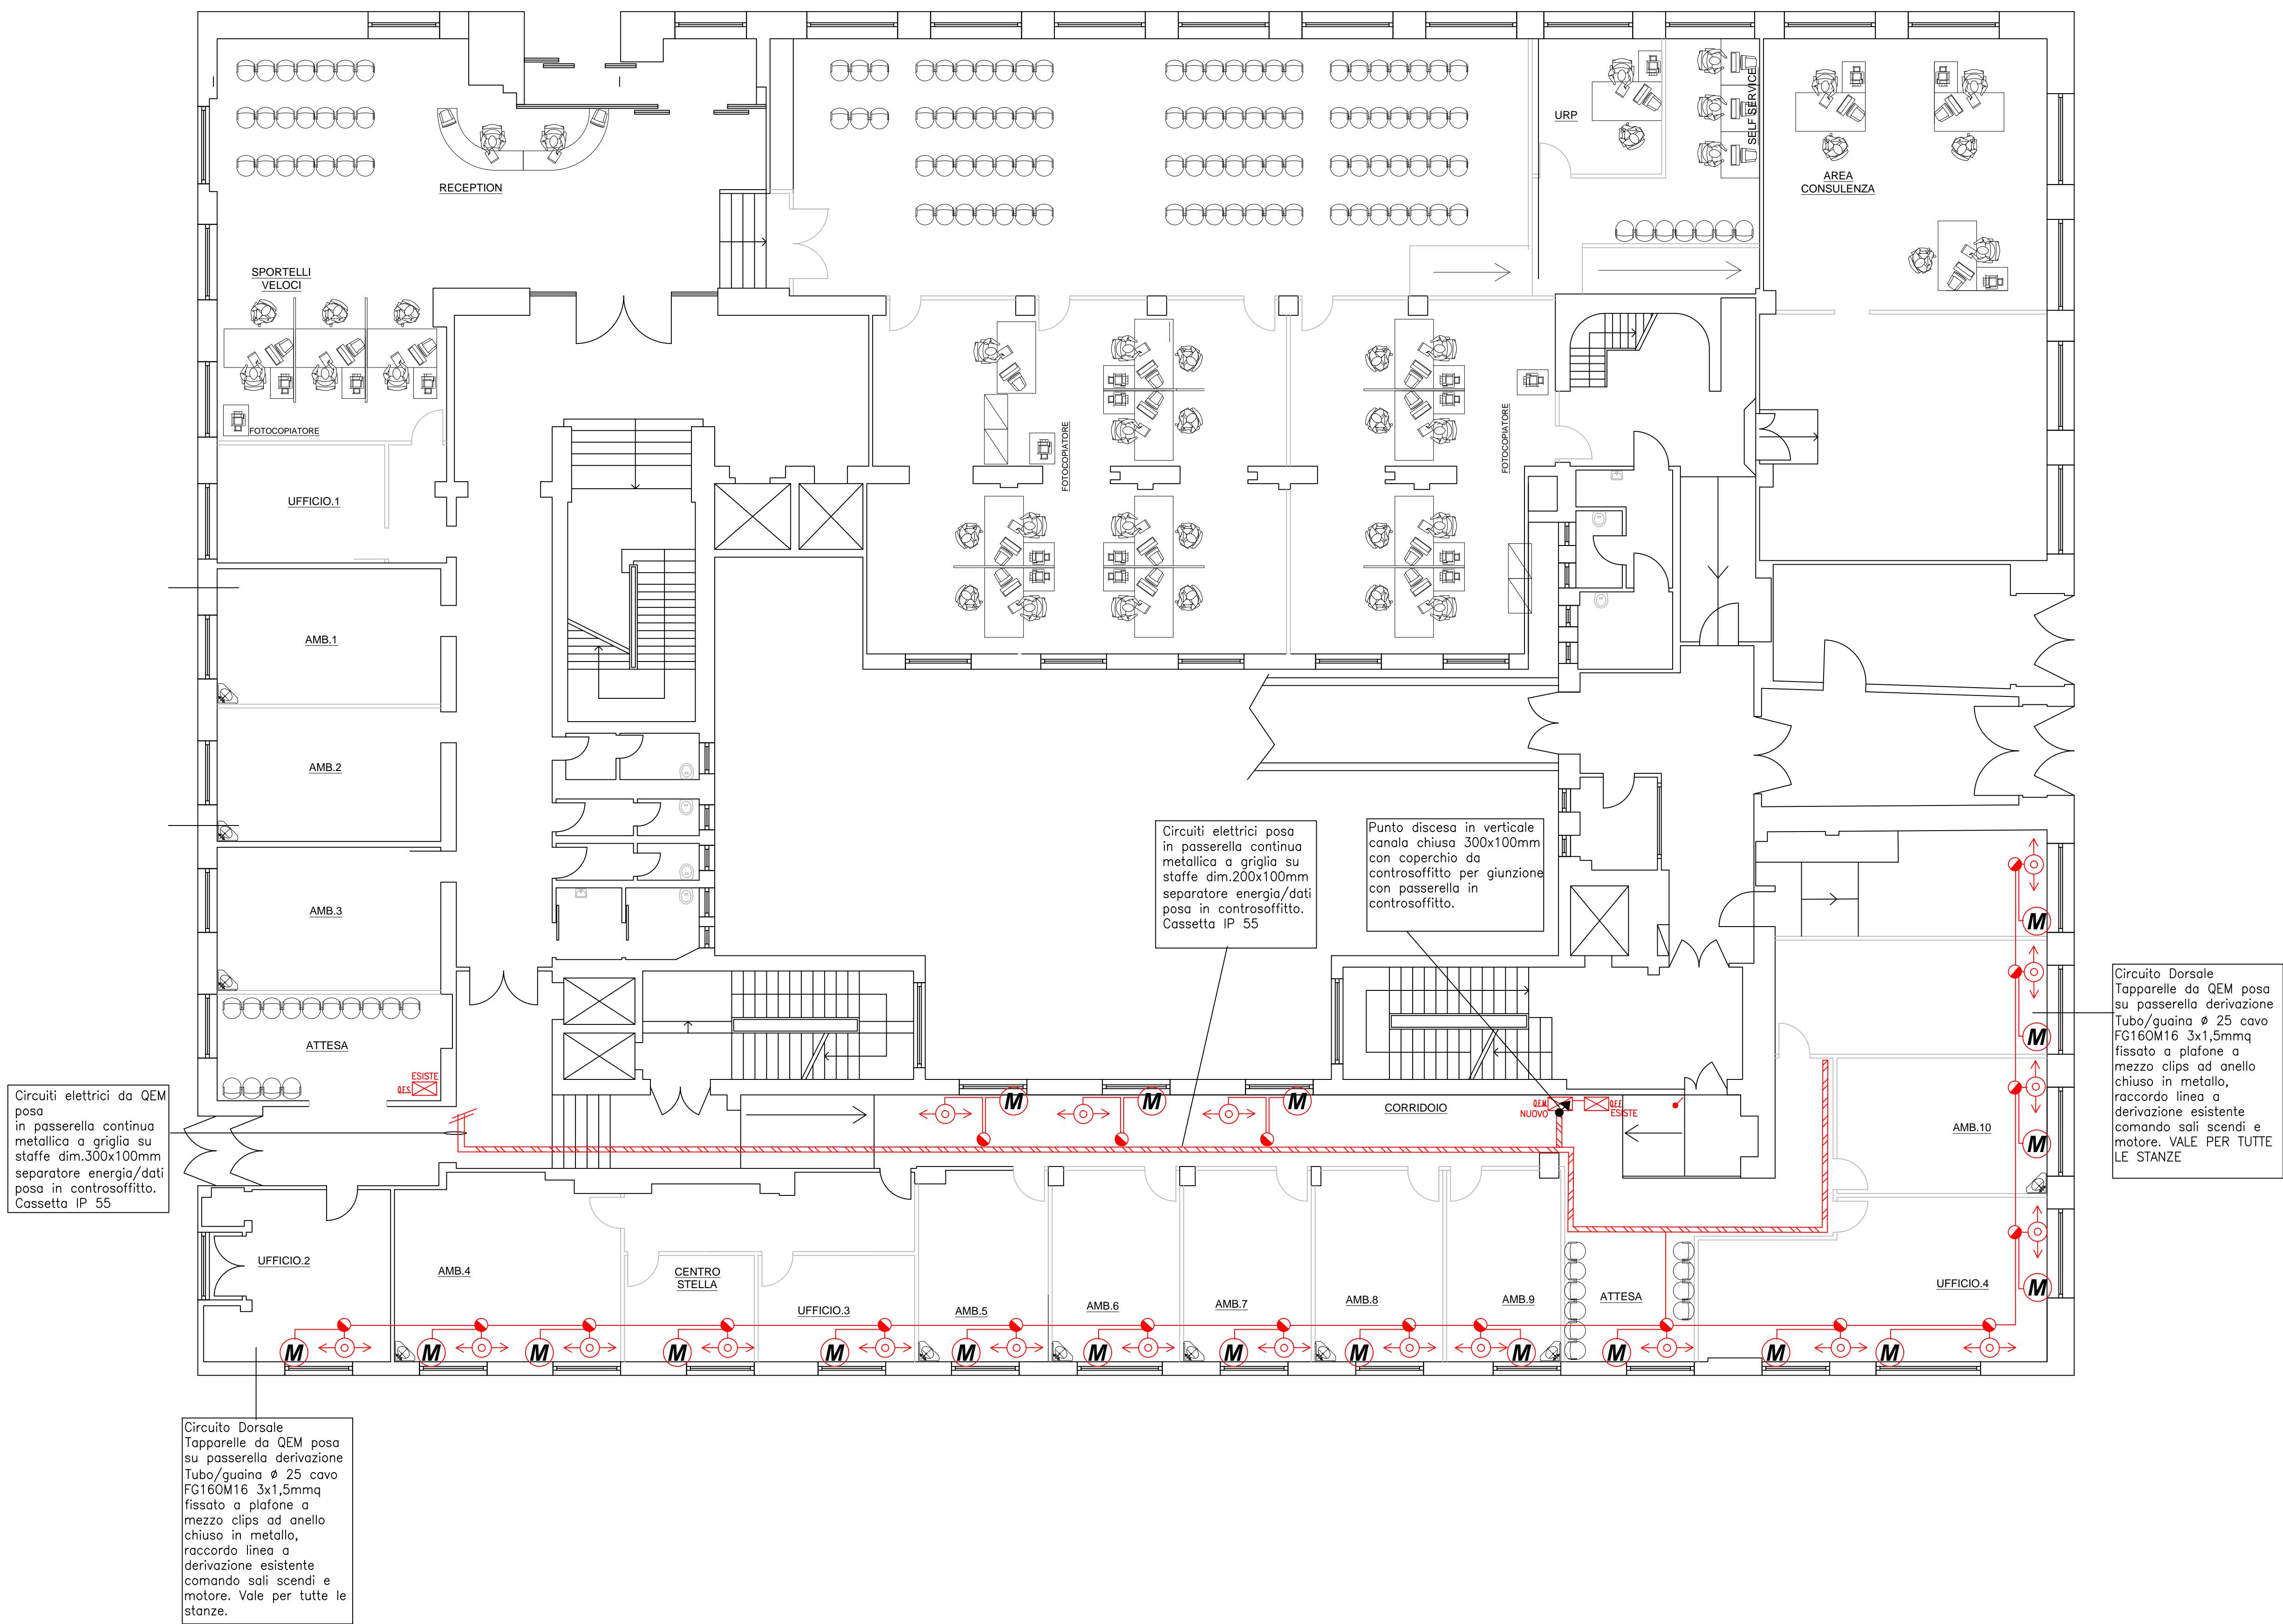 URP
SELF SERVICE
RECEPTION
AREA
CONSULENZA
SPORTELLI
VELOCI
FOTOCOPIATORE
FOTOCOPIATORE
FOTOCOPIATORE
UFFICIO.1
AMB.1
AMB.2
AMB.3
ATTESA
ESISTE
Q.E.S.
Circuiti elettrici posa
in passerella continua
metallica a griglia su
staffe dim.200x100mm
separatore energia/dati
posa in controsoffitto.
Cassetta IP 55
Punto discesa in verticale
canala chiusa 300x100mm
con coperchio da
controsoffitto per giunzione
con passerella in
controsoffitto.
M
M
M
M
Circuito Dorsale
Tapparelle da QEM posa
su passerella derivazione
Tubo/guaina ø 25 cavo
FG16OM16 3x1,5mmq
fissato a plafone a
mezzo clips ad anello
chiuso in metallo,
raccordo linea a
derivazione esistente
comando sali scendi e
motore. VALE PER TUTTE
LE STANZE
Circuiti elettrici da QEM
posa
in passerella continua
metallica a griglia su
staffe dim.300x100mm
separatore energia/dati
posa in controsoffitto.
Cassetta IP 55
M
M
M
CORRIDOIO
Q.E.M.
NUOVO
Q.E.F.
ESISTE
AMB.10
UFFICIO.2
AMB.4
CENTRO
STELLA
UFFICIO.3
AMB.5
AMB.6
AMB.7
AMB.8
AMB.9
ATTESA
UFFICIO.4
M
M
M
M
M
M
M
M
M
M
M
M
M
Circuito Dorsale
Tapparelle da QEM posa
su passerella derivazione
Tubo/guaina ø 25 cavo
FG16OM16 3x1,5mmq
fissato a plafone a
mezzo clips ad anello
chiuso in metallo,
raccordo linea a
derivazione esistente
comando sali scendi e
motore. Vale per tutte le
stanze.